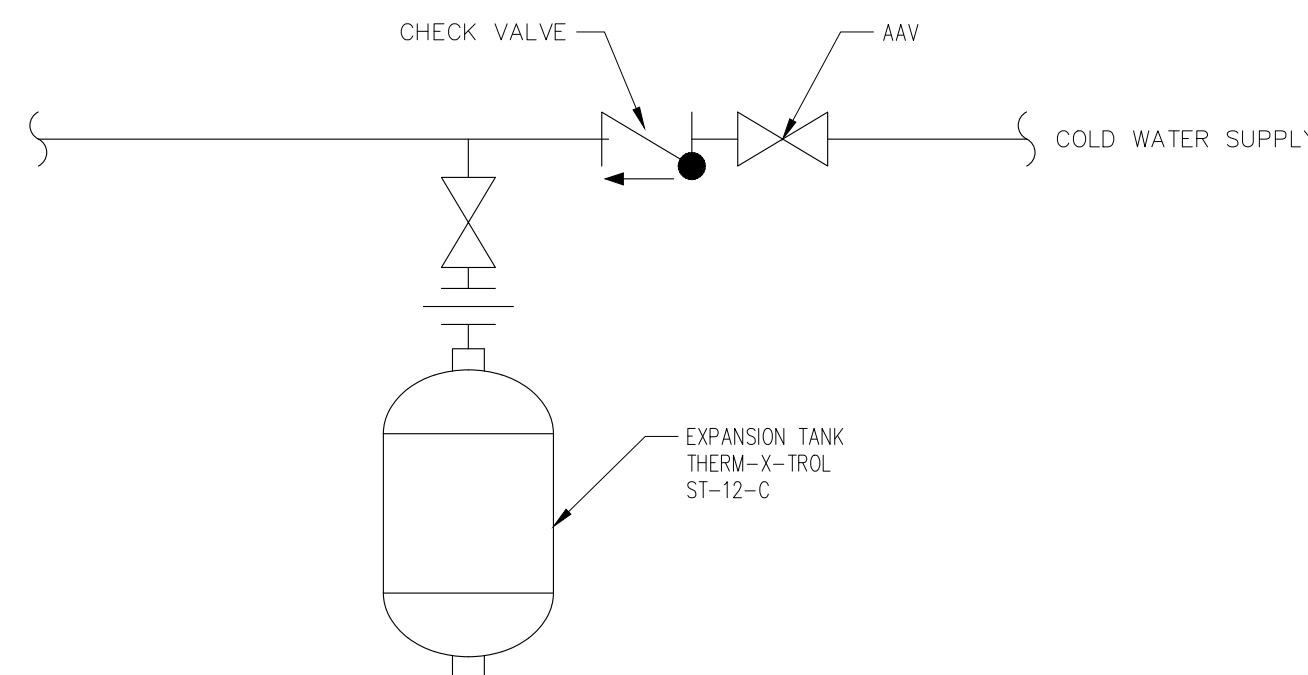 CHECK VALVE
AAV
COLD WATER SUPPLY
EXPANSION TANK
THERM-X-TROL
ST-12-C